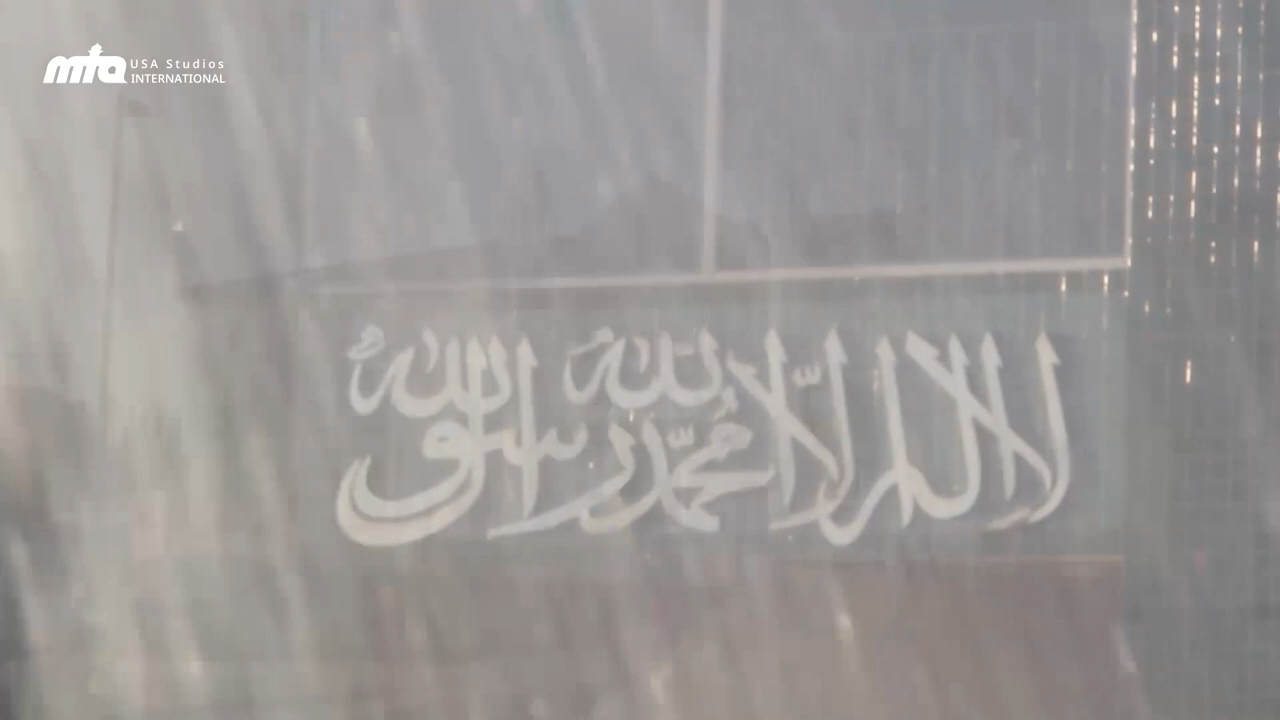 mta USA Studios
INTERNATIONAL
لا اله الا الله محمد رسول الله